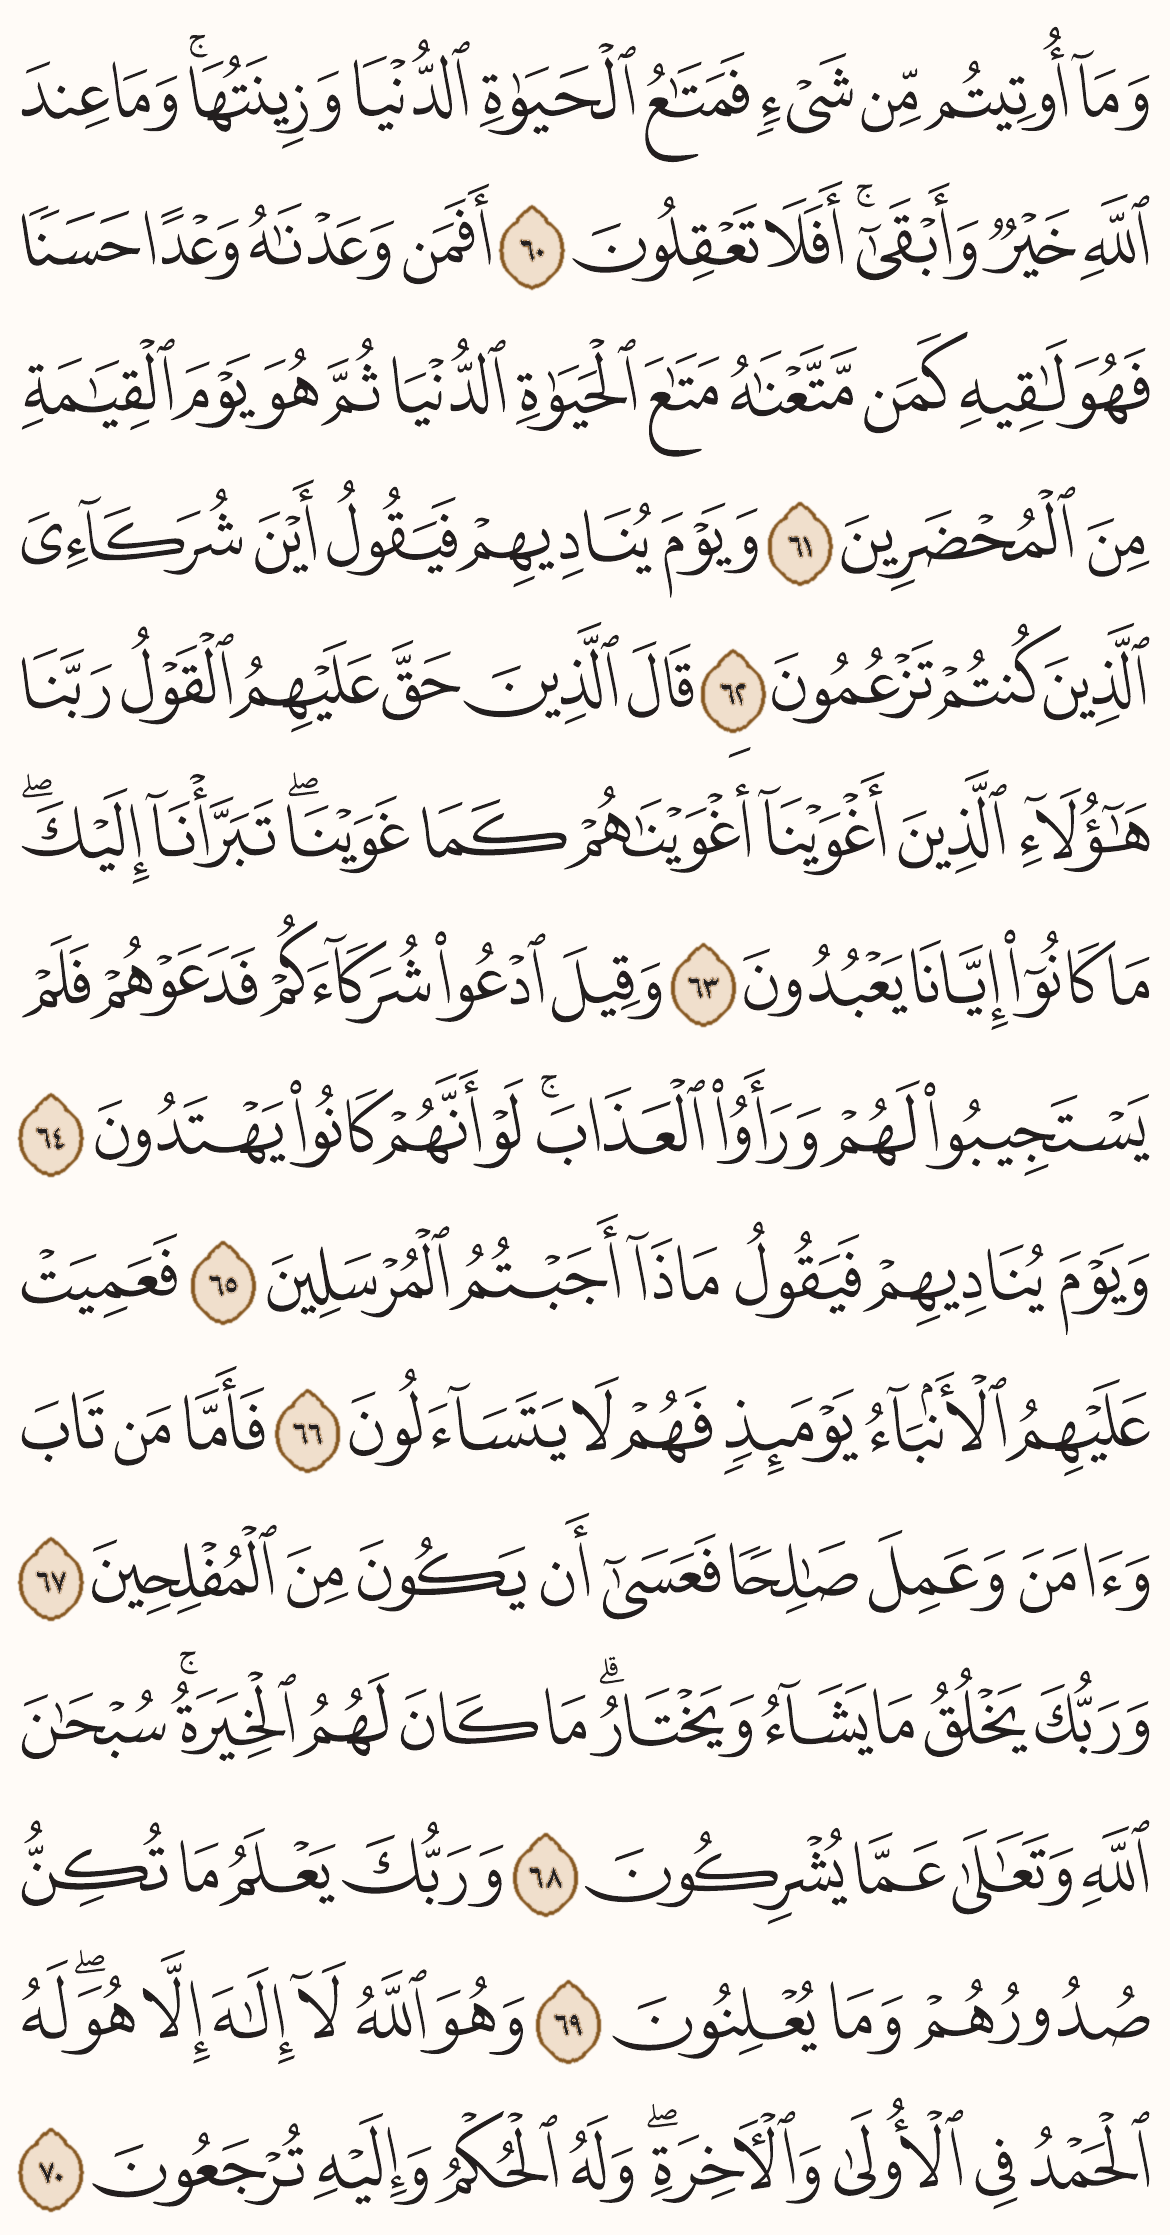 وَمَآ أُوتِيتُم مِّن شَىْءٍ فَمَتَٰعُ ٱلْحَيَوٰةِ ٱلدُّنْيَا وَزِينَتُهَا ۚ وَمَا عِندَ
ٱللَّهِ خَيْرٌ وَأَبْقَىٰٓ ۚ أَفَلَا تَعْقِلُونَ ٦٠ أَفَمَن وَعَدْنَٰهُ وَعْدًا حَسَنًا
فَهُوَ لَٰقِيهِ كَمَن مَّتَّعْنَٰهُ مَتَٰعَ ٱلْحَيَوٰةِ ٱلدُّنْيَا ثُمَّ هُوَ يَوْمَ ٱلْقِيَٰمَةِ
مِنَ ٱلْمُحْضَرِينَ ٦١ وَيَوْمَ يُنَادِيهِمْ فَيَقُولُ أَيْنَ شُرَكَآءِىَ
ٱلَّذِينَ كُنتُمْ تَزْعُمُونَ ٦٢ قَالَ ٱلَّذِينَ حَقَّ عَلَيْهِمُ ٱلْقَوْلُ رَبَّنَا
هَٰٓؤُلَآءِ ٱلَّذِينَ أَغْوَيْنَآ أَغْوَيْنَٰهُمْ كَمَا غَوَيْنَا ۖ تَبَرَّأْنَآ إِلَيْكَ ۖ
مَا كَانُوٓا۟ إِيَّانَا يَعْبُدُونَ ٦٣ وَقِيلَ ٱدْعُوا۟ شُرَكَآءَكُمْ فَدَعَوْهُمْ فَلَمْ
يَسْتَجِيبُوا۟ لَهُمْ وَرَأَوُا۟ ٱلْعَذَابَ ۚ لَوْ أَنَّهُمْ كَانُوا۟ يَهْتَدُونَ ٦٤
وَيَوْمَ يُنَادِيهِمْ فَيَقُولُ مَاذَآ أَجَبْتُمُ ٱلْمُرْسَلِينَ ٦٥ فَعَمِيَتْ
عَلَيْهِمُ ٱلْأَنۢبَآءُ يَوْمَئِذٍ فَهُمْ لَا يَتَسَآءَلُونَ ٦٦ فَأَمَّا مَن تَابَ
وَءَامَنَ وَعَمِلَ صَٰلِحًا فَعَسَىٰٓ أَن يَكُونَ مِنَ ٱلْمُفْلِحِينَ ٦٧
وَرَبُّكَ يَخْلُقُ مَا يَشَآءُ وَيَخْتَارُ ۗ مَا كَانَ لَهُمُ ٱلْخِيَرَةُ ۚ سُبْحَٰنَ
ٱللَّهِ وَتَعَٰلَىٰ عَمَّا يُشْرِكُونَ ٦٨ وَرَبُّكَ يَعْلَمُ مَا تُكِنُّ
صُدُورُهُمْ وَمَا يُعْلِنُونَ ٦٩ وَهُوَ ٱللَّهُ لَآ إِلَٰهَ إِلَّا هُوَ ۖ لَهُ
ٱلْحَمْدُ فِى ٱلْأُولَىٰ وَٱلْـَٔاخِرَةِ ۖ وَلَهُ ٱلْحُكْمُ وَإِلَيْهِ تُرْجَعُونَ ٧٠